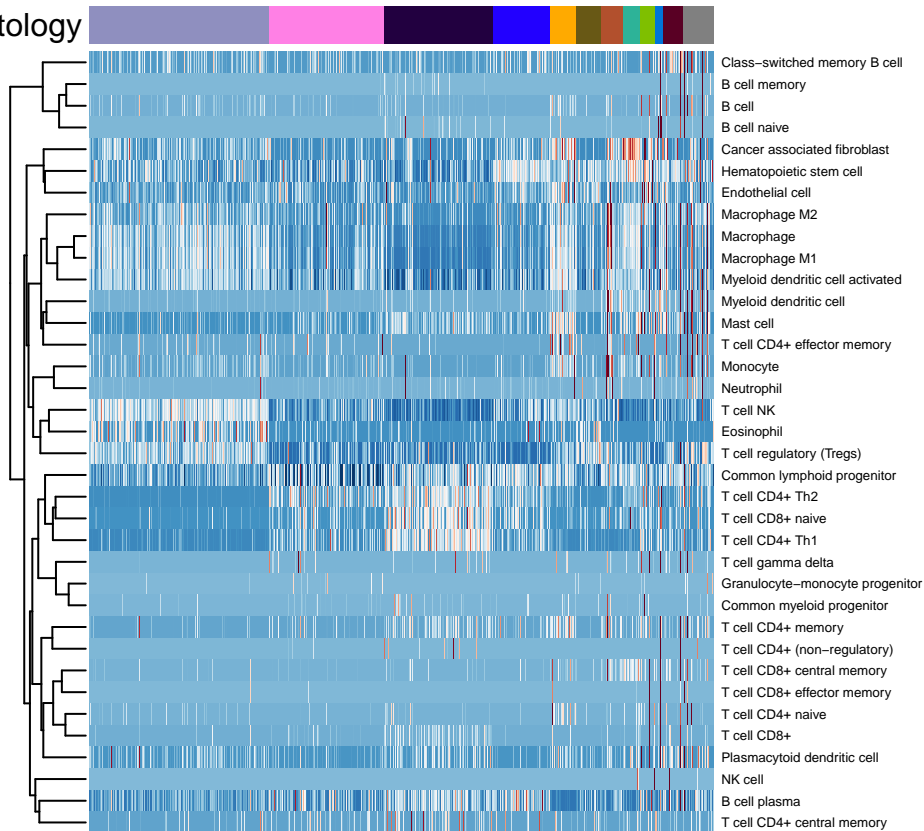 tology
Class−switched memory B cell
B cell memory
B cell
B cell naive
Cancer associated fibroblast
Hematopoietic stem cell
Endothelial cell
Macrophage M2
Macrophage
Macrophage M1
Myeloid dendritic cell activated
Myeloid dendritic cell
Mast cell
T cell CD4+ effector memory
Monocyte
Neutrophil
T cell NK
Eosinophil
T cell regulatory (Tregs)
Common lymphoid progenitor
T cell CD4+ Th2
T cell CD8+ naive
T cell CD4+ Th1
T cell gamma delta
Granulocyte−monocyte progenitor
Common myeloid progenitor
T cell CD4+ memory
T cell CD4+ (non−regulatory)
T cell CD8+ central memory
T cell CD8+ effector memory
T cell CD4+ naive
T cell CD8+
Plasmacytoid dendritic cell
NK cell
B cell plasma
T cell CD4+ central memory